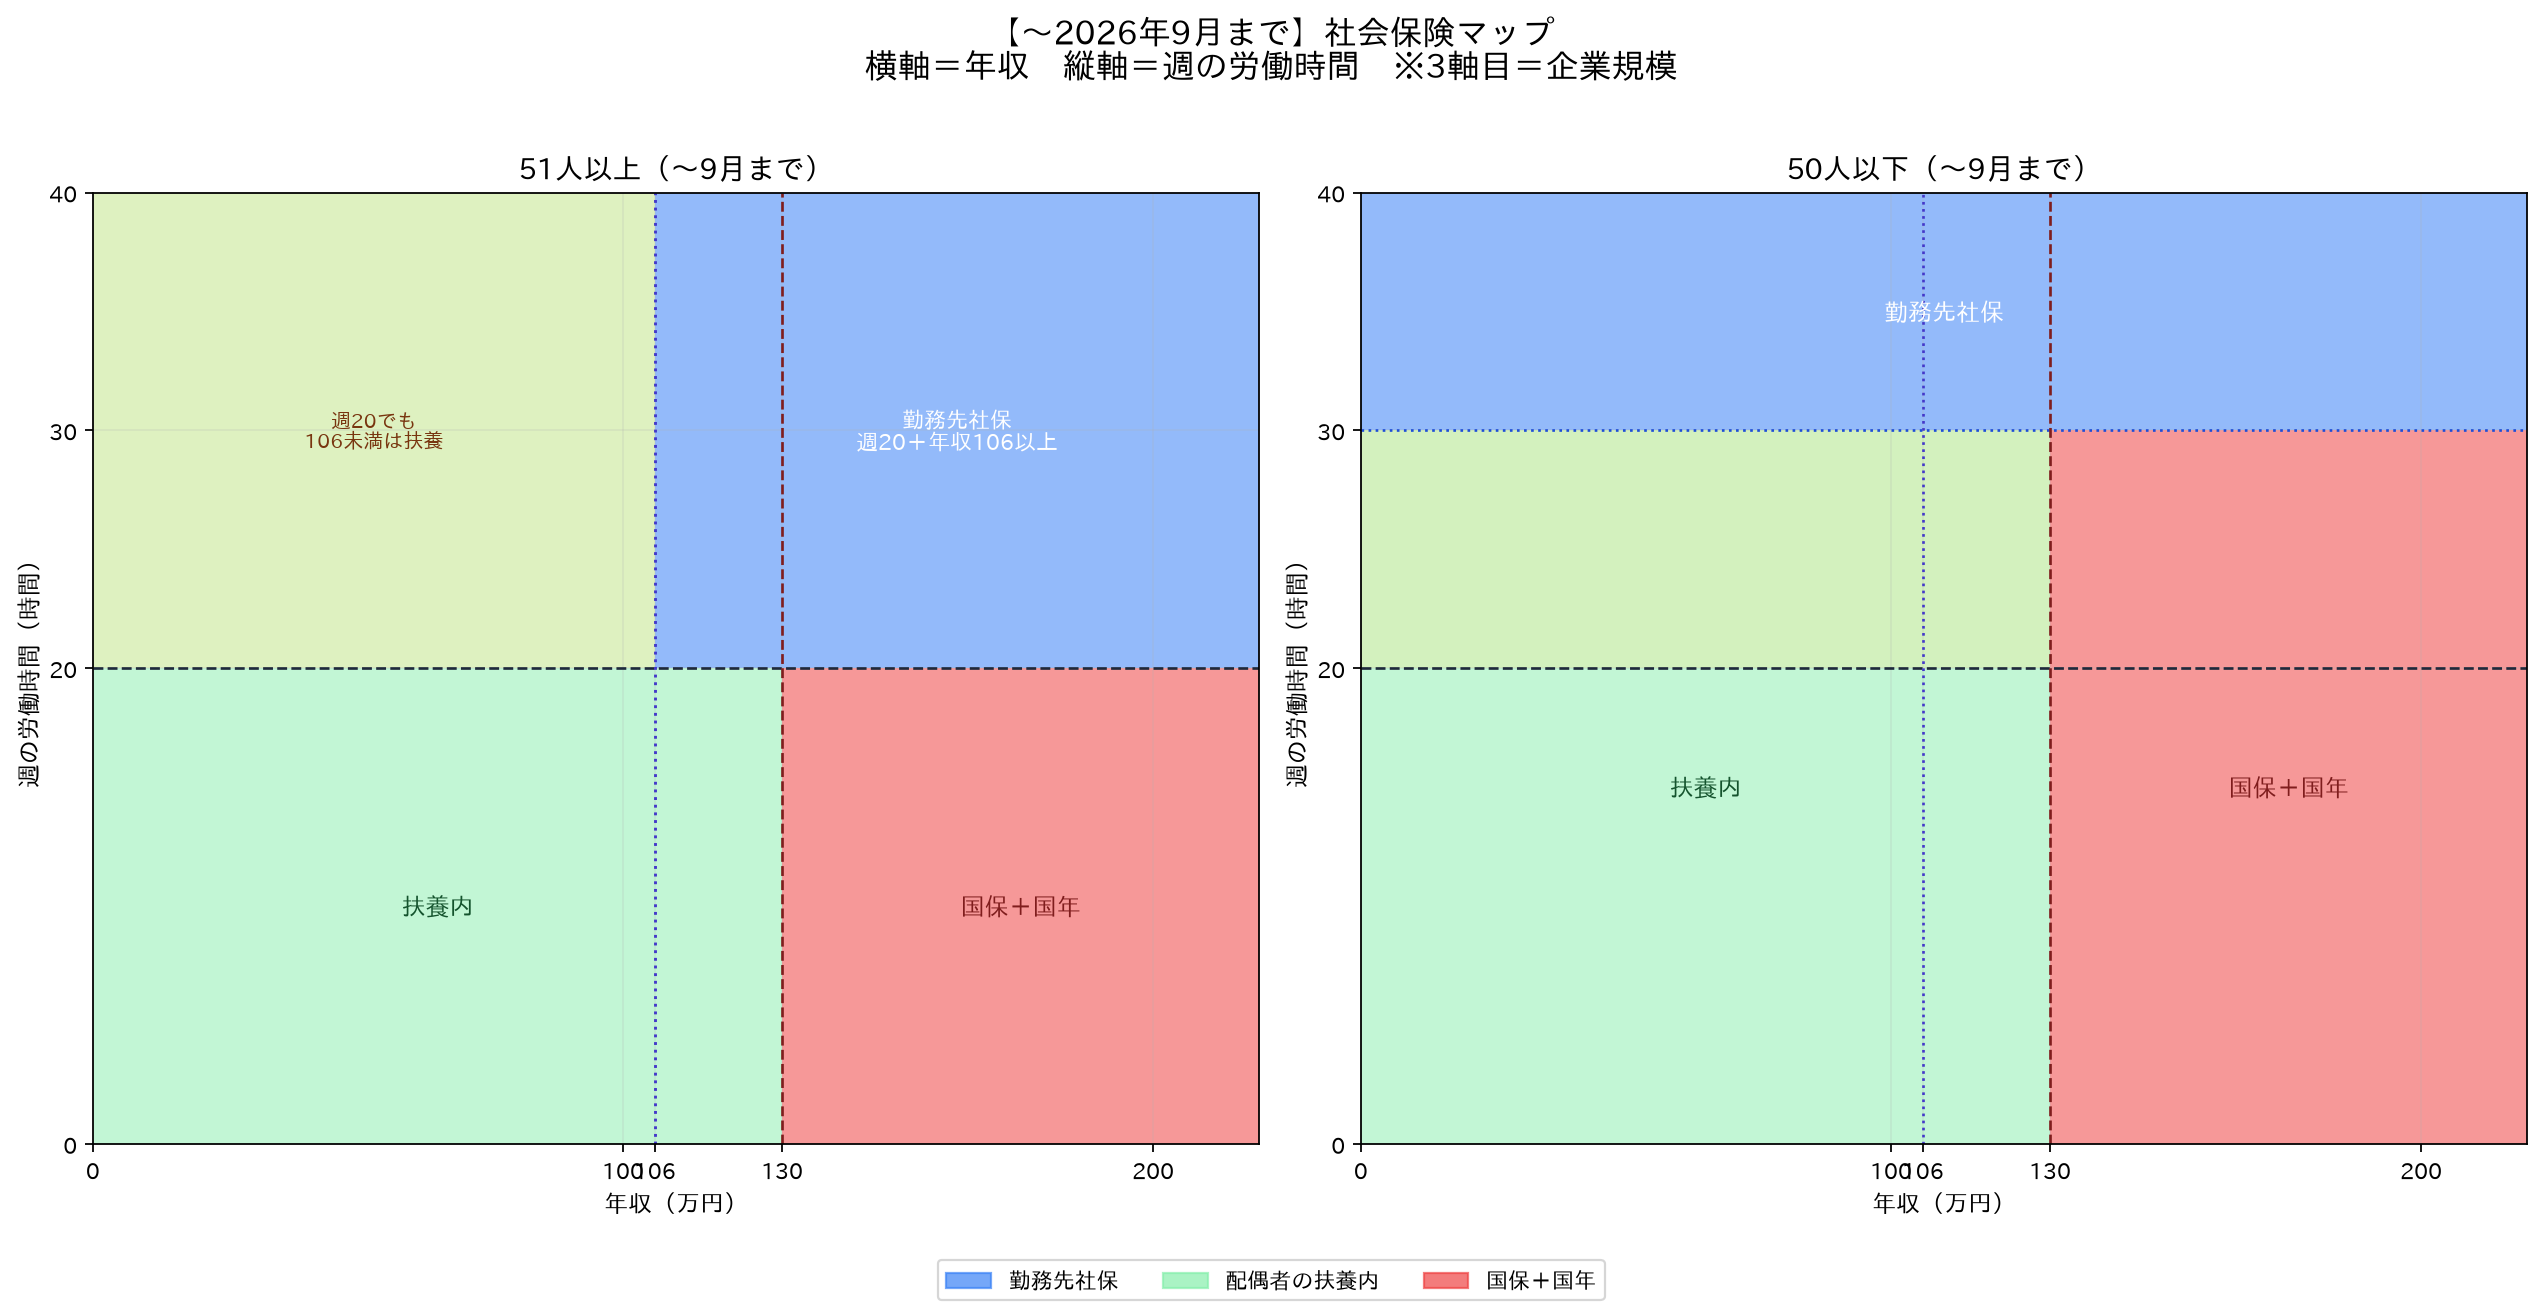 【～2026年9月まで】社会保険マップ
横軸＝年収　縦軸＝週の労働時間　※3軸目＝企業規模
51人以上（～9月まで）
40
30
20
0
週の労働時間（時間）
週20でも
106未満は扶養
勤務先社保
週20＋年収106以上
扶養内
国保＋国年
0
100
106
130
200
年収（万円）
50人以下（～9月まで）
40
30
20
0
週の労働時間（時間）
勤務先社保
扶養内
国保＋国年
0
100
106
130
200
年収（万円）
勤務先社保
配偶者の扶養内
国保＋国年